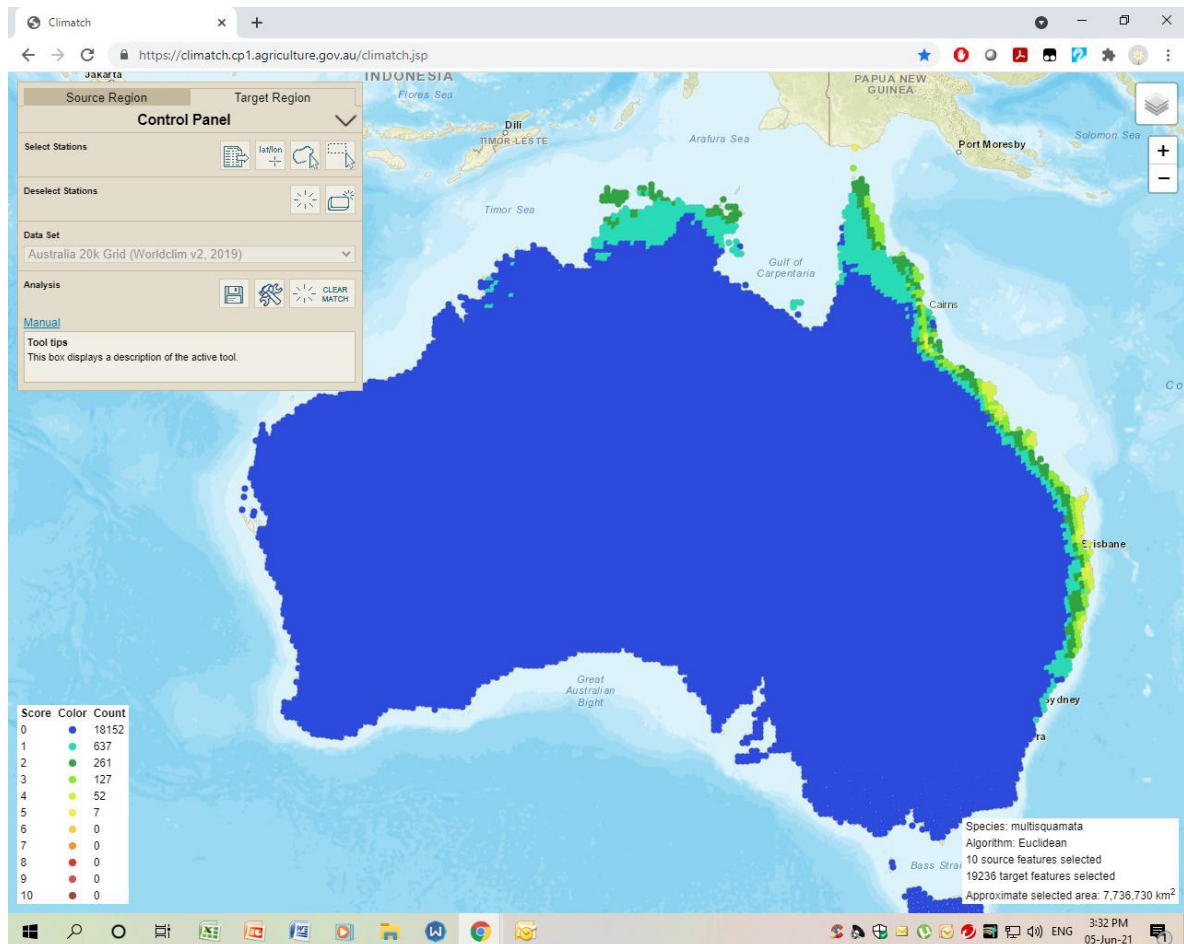 Climatch
https://climatch.cp1.agriculture.gov.au/climatch.jsp
Jakarta
INDONESIA
Flores Sea
Dili
TIMOR-LESTE
Arafura Sea
PAPUA NEW
GUINEA
Port Moresby
Solomon Sea
Timor Sea
Gulf of
Carpentaria
Cairns
Co
Brisbane
Great
Australian
Bight
Sydney
ra
Bass Strai
Source Region
Target Region
Control Panel
Select Stations
lat/lon
Deselect Stations
Data Set
Australia 20k Grid (Worldclim v2, 2019)
Analysis
CLEAR
MATCH
Manual
Tool tips
This box displays a description of the active tool.
+
−
Score Color Count
0 18152
1 637
2 261
3 127
4 52
5 7
6 0
7 0
8 0
9 0
10 0
Species: multisquamata
Algorithm: Euclidean
10 source features selected
19236 target features selected
Approximate selected area: 7,736,730 km²
ENG
3:32 PM
05-Jun-21